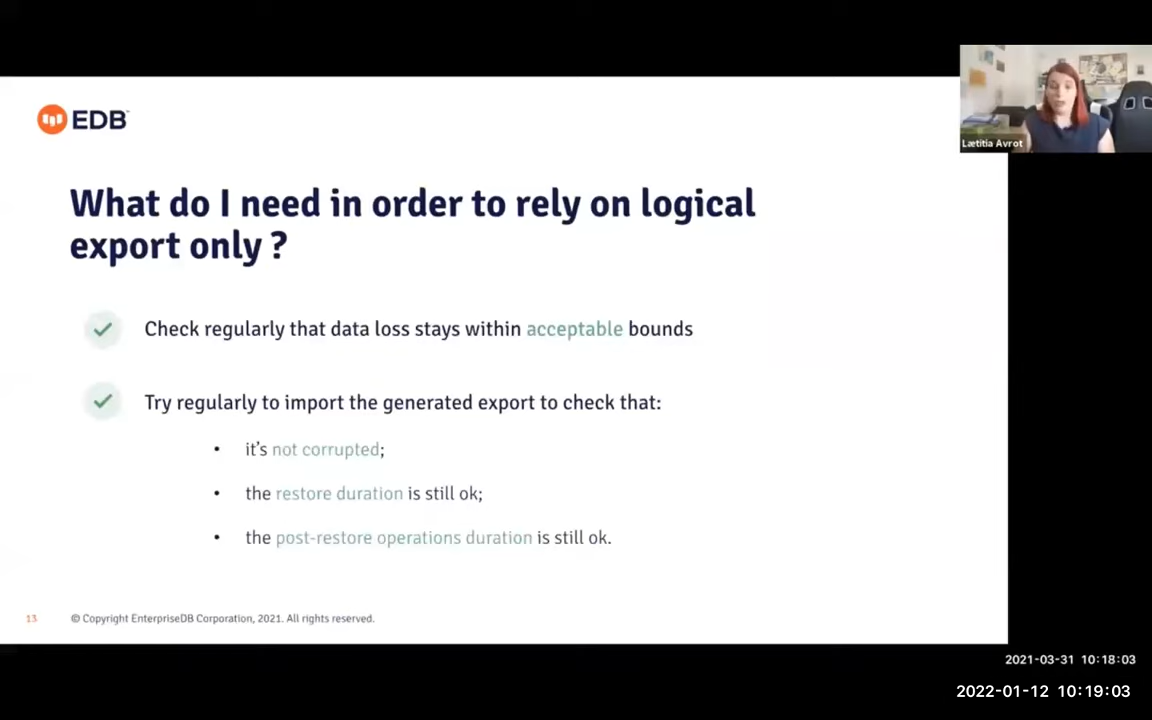 EDB
Lætitia Avrot
What do I need in order to rely on logical
export only ?
Check regularly that data loss stays within acceptable bounds
Try regularly to import the generated export to check that:
• it's not corrupted;
• the restore duration is still ok;
• the post-restore operations duration is still ok.
13 © Copyright EnterpriseDB Corporation, 2021. All rights reserved.
2021-03-31 10:18:03
2022-01-12 10:19:03